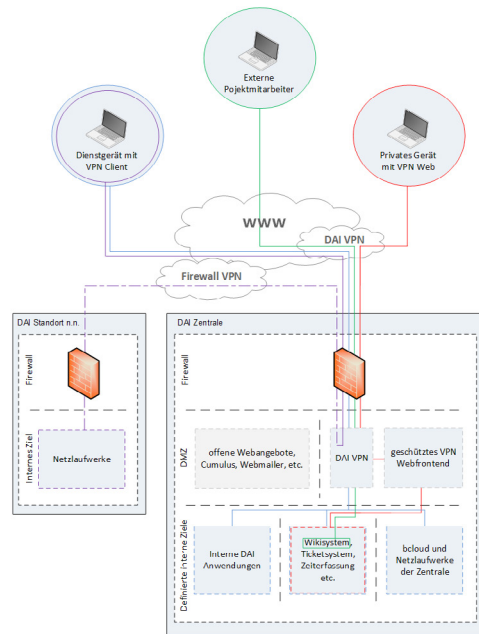 Externe
Pojektmitarbeiter
Dienstgerät mit
VPN Client
Privates Gerät
mit VPN Web
www
DAI VPN
Firewall VPN
DAI Standort n.n.
DAI Zentrale
Firewall
Firewall
Internes Ziel
Netzlaufwerke
DMZ
offene Webangebote,
Cumulus, Webmailer, etc.
DAI VPN
geschütztes VPN
Webfrontend
Definierte interne Ziele
Interne DAI
Anwendungen
Wikisystem,
Ticketsystem,
Zeiterfassung
etc.
bcloud und
Netzlaufwerke
der Zentrale